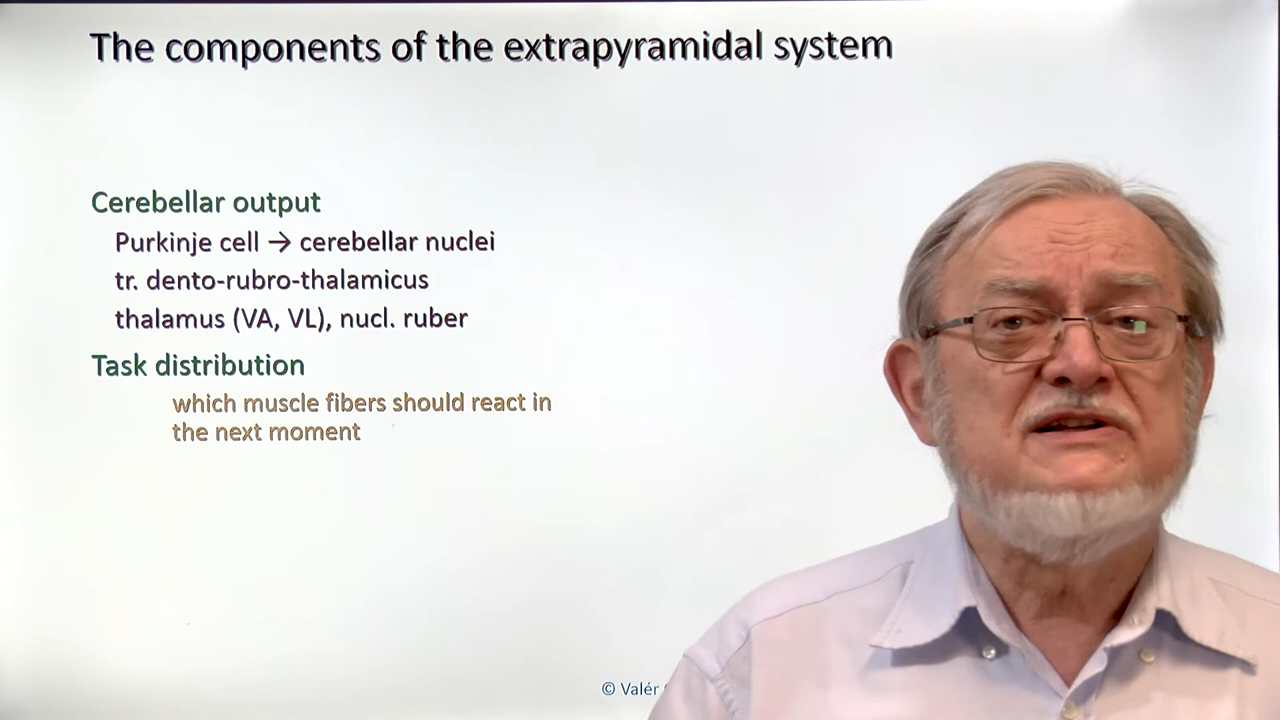 The components of the extrapyramidal system
Cerebellar output
Purkinje cell → cerebellar nuclei
tr. dento-rubro-thalamicus
thalamus (VA, VL), nucl. ruber
Task distribution
which muscle fibers should react in
the next moment
© Valér